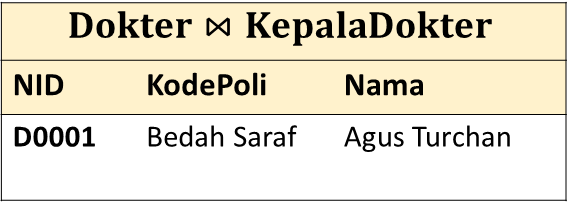 Dokter ⋈ KepalaDokter
NID KodePoli Nama
D0001 Bedah Saraf Agus Turchan